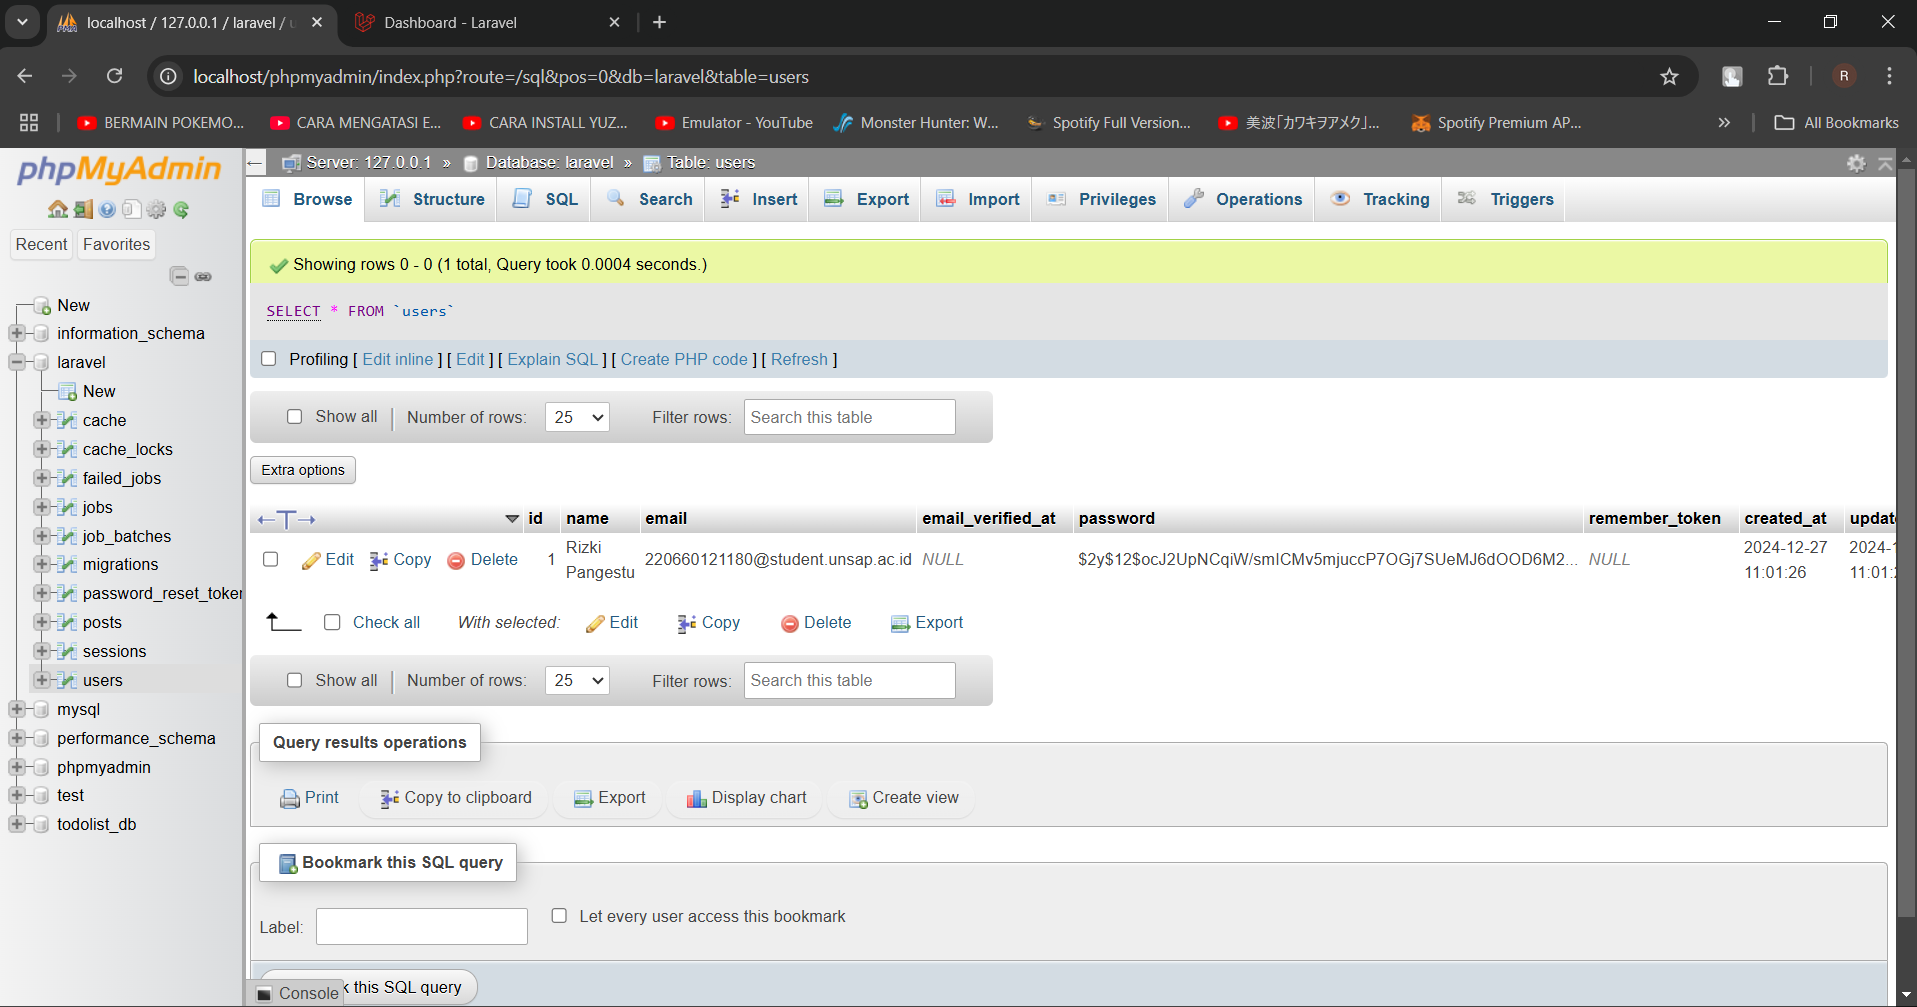 localhost / 127.0.0.1 / laravel / u
Dashboard - Laravel
localhost/phpmyadmin/index.php?route=/sql&pos=0&db=laravel&table=users
R
BERMAIN POKEMO...
CARA MENGATASI E...
CARA INSTALL YUZ...
Emulator - YouTube
Monster Hunter: W...
Spotify Full Version...
美波「カワキヲアメク」...
Spotify Premium AP...
»
All Bookmarks
phpMyAdmin
Recent
Favorites
New
information_schema
laravel
New
cache
cache_locks
failed_jobs
jobs
job_batches
migrations
password_reset_token
posts
sessions
users
mysql
performance_schema
phpmyadmin
test
todolist_db
Server: 127.0.0.1 » Database: laravel » Table: users
Browse Structure SQL Search Insert Export Import Privileges Operations Tracking Triggers
Showing rows 0 - 0 (1 total, Query took 0.0004 seconds.)
SELECT * FROM `users`
Profiling [ Edit inline ] [ Edit ] [ Explain SQL ] [ Create PHP code ] [ Refresh ]
Show all Number of rows: 25 Filter rows: Search this table
Extra options
←T→ id name email email_verified_at password remember_token created_at update
Edit Copy Delete 1 Rizki Pangestu 220660121180@student.unsap.ac.id NULL $2y$12$ocJ2UpNCqiW/smICMv5mjuccP7OGj7SUeMJ6dOOD6M2... NULL 2024-12-27 11:01:26 2024-1 11:01:2
Check all With selected: Edit Copy Delete Export
Show all Number of rows: 25 Filter rows: Search this table
Query results operations
Print Copy to clipboard Export Display chart Create view
Bookmark this SQL query
Label: Let every user access this bookmark
Console
k this SQL query